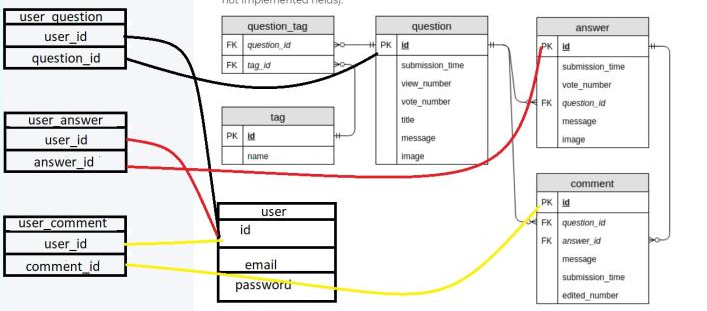 not implemented fields).
user_question
user_id
question_id
user_answer
user_id
answer_id
user_comment
user_id
comment_id
question_tag
FK question_id
FK tag_id
tag
PK id
name
user
id
email
password
question
PK id
submission_time
view_number
vote_number
title
message
image
answer
PK id
submission_time
vote_number
FK question_id
message
image
comment
PK id
FK question_id
FK answer_id
message
submission_time
edited_number